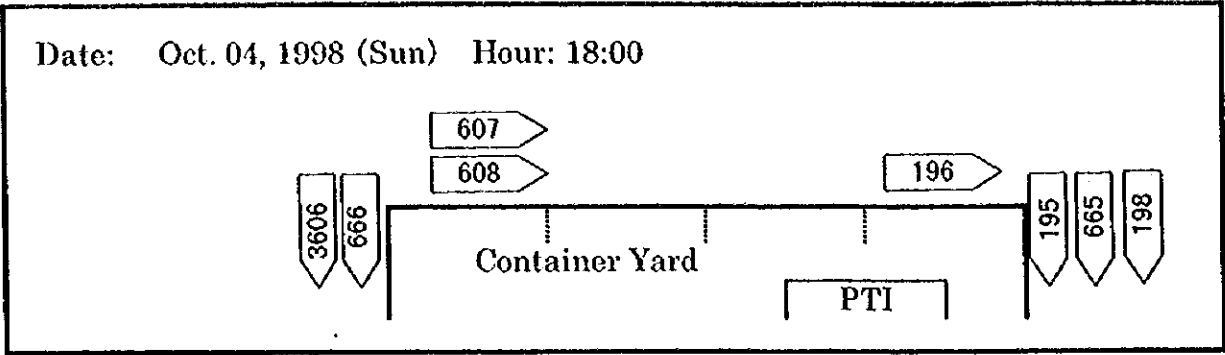 Date: Oct. 04, 1998 (Sun) Hour: 18:00
607
608
196
3606
666
195
665
198
Container Yard
PTI